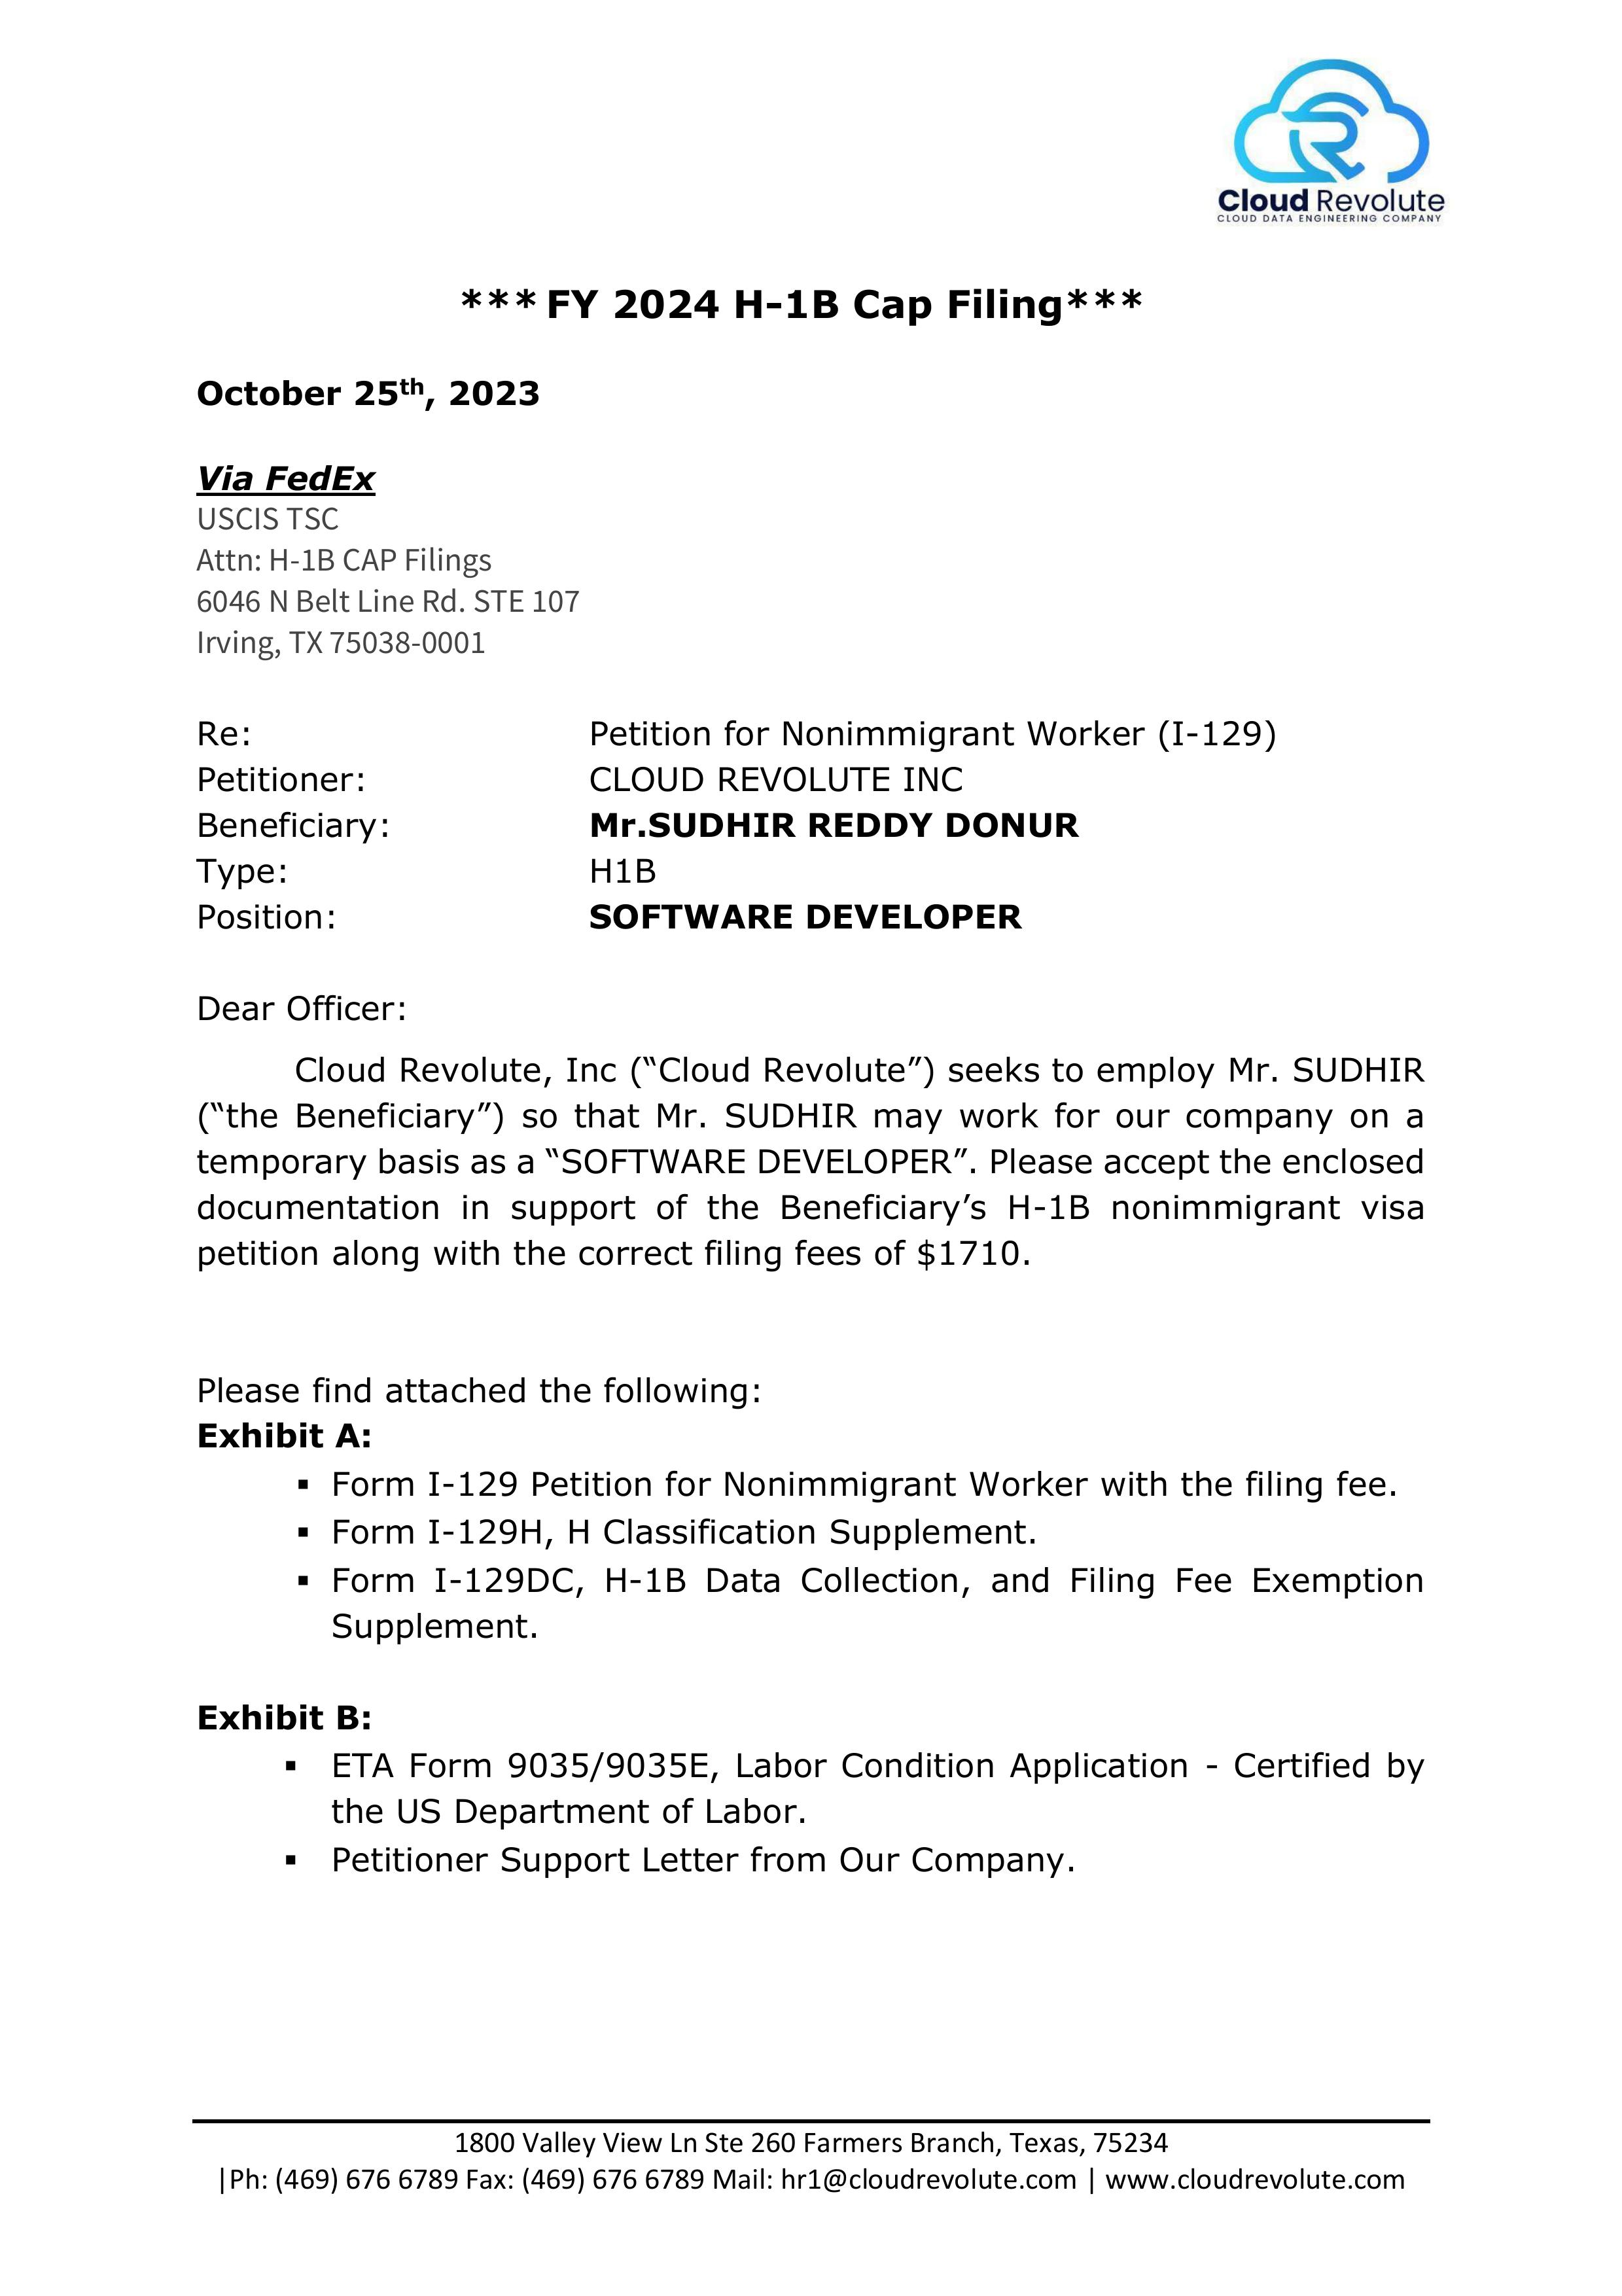 Cloud Revolute
CLOUD DATA ENGINEERING COMPANY
***FY 2024 H-1B Cap Filing***
October 25th, 2023
Via FedEx
USCIS TSC
Attn: H-1B CAP Filings
6046 N Belt Line Rd. STE 107
Irving, TX 75038-0001
Re: Petition for Nonimmigrant Worker (I-129)
Petitioner: CLOUD REVOLUTE INC
Beneficiary: Mr.SUDHIR REDDY DONUR
Type: H1B
Position: SOFTWARE DEVELOPER
Dear Officer:
Cloud Revolute, Inc (“Cloud Revolute”) seeks to employ Mr. SUDHIR
(“the Beneficiary”) so that Mr. SUDHIR may work for our company on a
temporary basis as a “SOFTWARE DEVELOPER”. Please accept the enclosed
documentation in support of the Beneficiary’s H-1B nonimmigrant visa
petition along with the correct filing fees of $1710.
Please find attached the following:
Exhibit A:
▪ Form I-129 Petition for Nonimmigrant Worker with the filing fee.
▪ Form I-129H, H Classification Supplement.
▪ Form I-129DC, H-1B Data Collection, and Filing Fee Exemption
Supplement.
Exhibit B:
▪ ETA Form 9035/9035E, Labor Condition Application - Certified by
the US Department of Labor.
▪ Petitioner Support Letter from Our Company.
1800 Valley View Ln Ste 260 Farmers Branch, Texas, 75234
|Ph: (469) 676 6789 Fax: (469) 676 6789 Mail: hr1@cloudrevolute.com | www.cloudrevolute.com